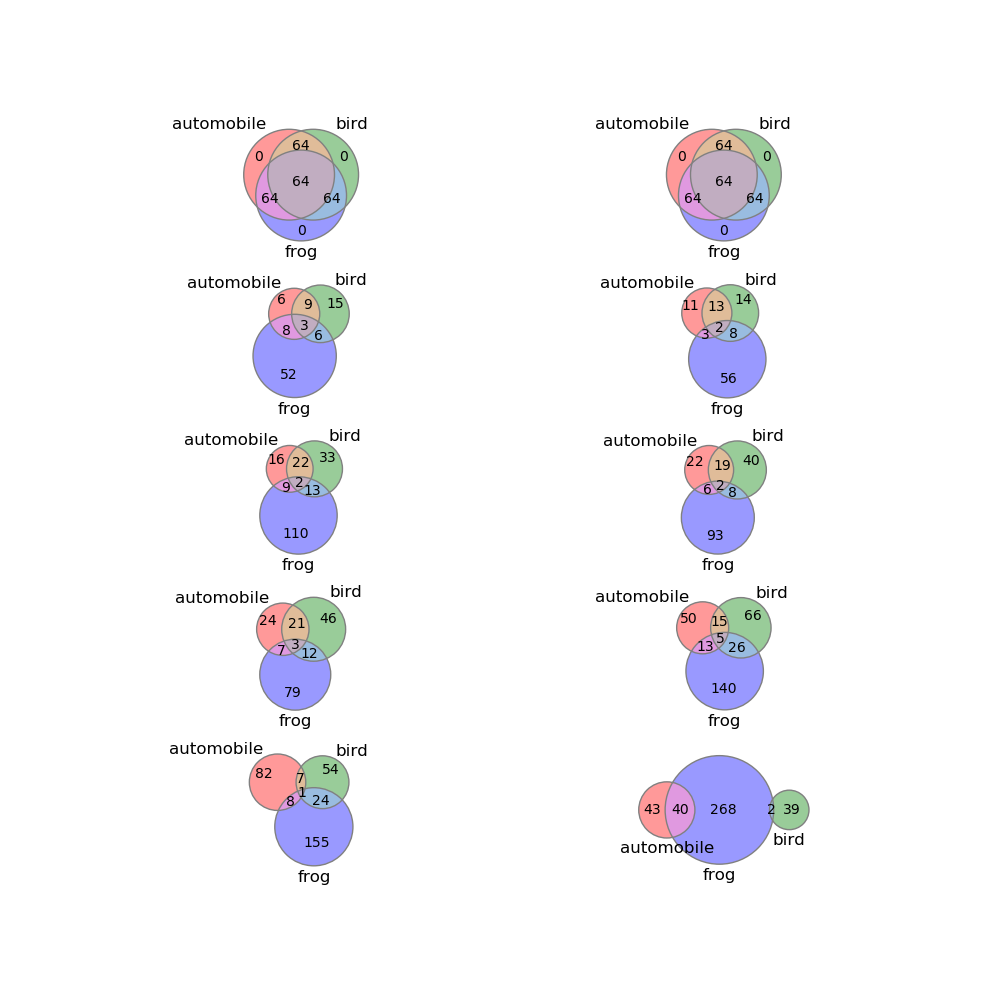 automobile bird
0 64 0
64
64 64
0
frog
automobile bird
0 64 0
64
64 64
0
frog
automobile bird
6 9 15
8 3 6
52
frog
automobile bird
11 13 14
3 2 8
56
frog
automobile bird
16 22 33
9 2 13
110
frog
automobile bird
22 19 40
6 2 8
93
frog
automobile bird
24 21 46
7 3 12
79
frog
automobile bird
50 15 66
13 5 26
140
frog
automobile bird
82 7 54
8 1 24
155
frog
43 40 268 2 39
automobile bird
frog